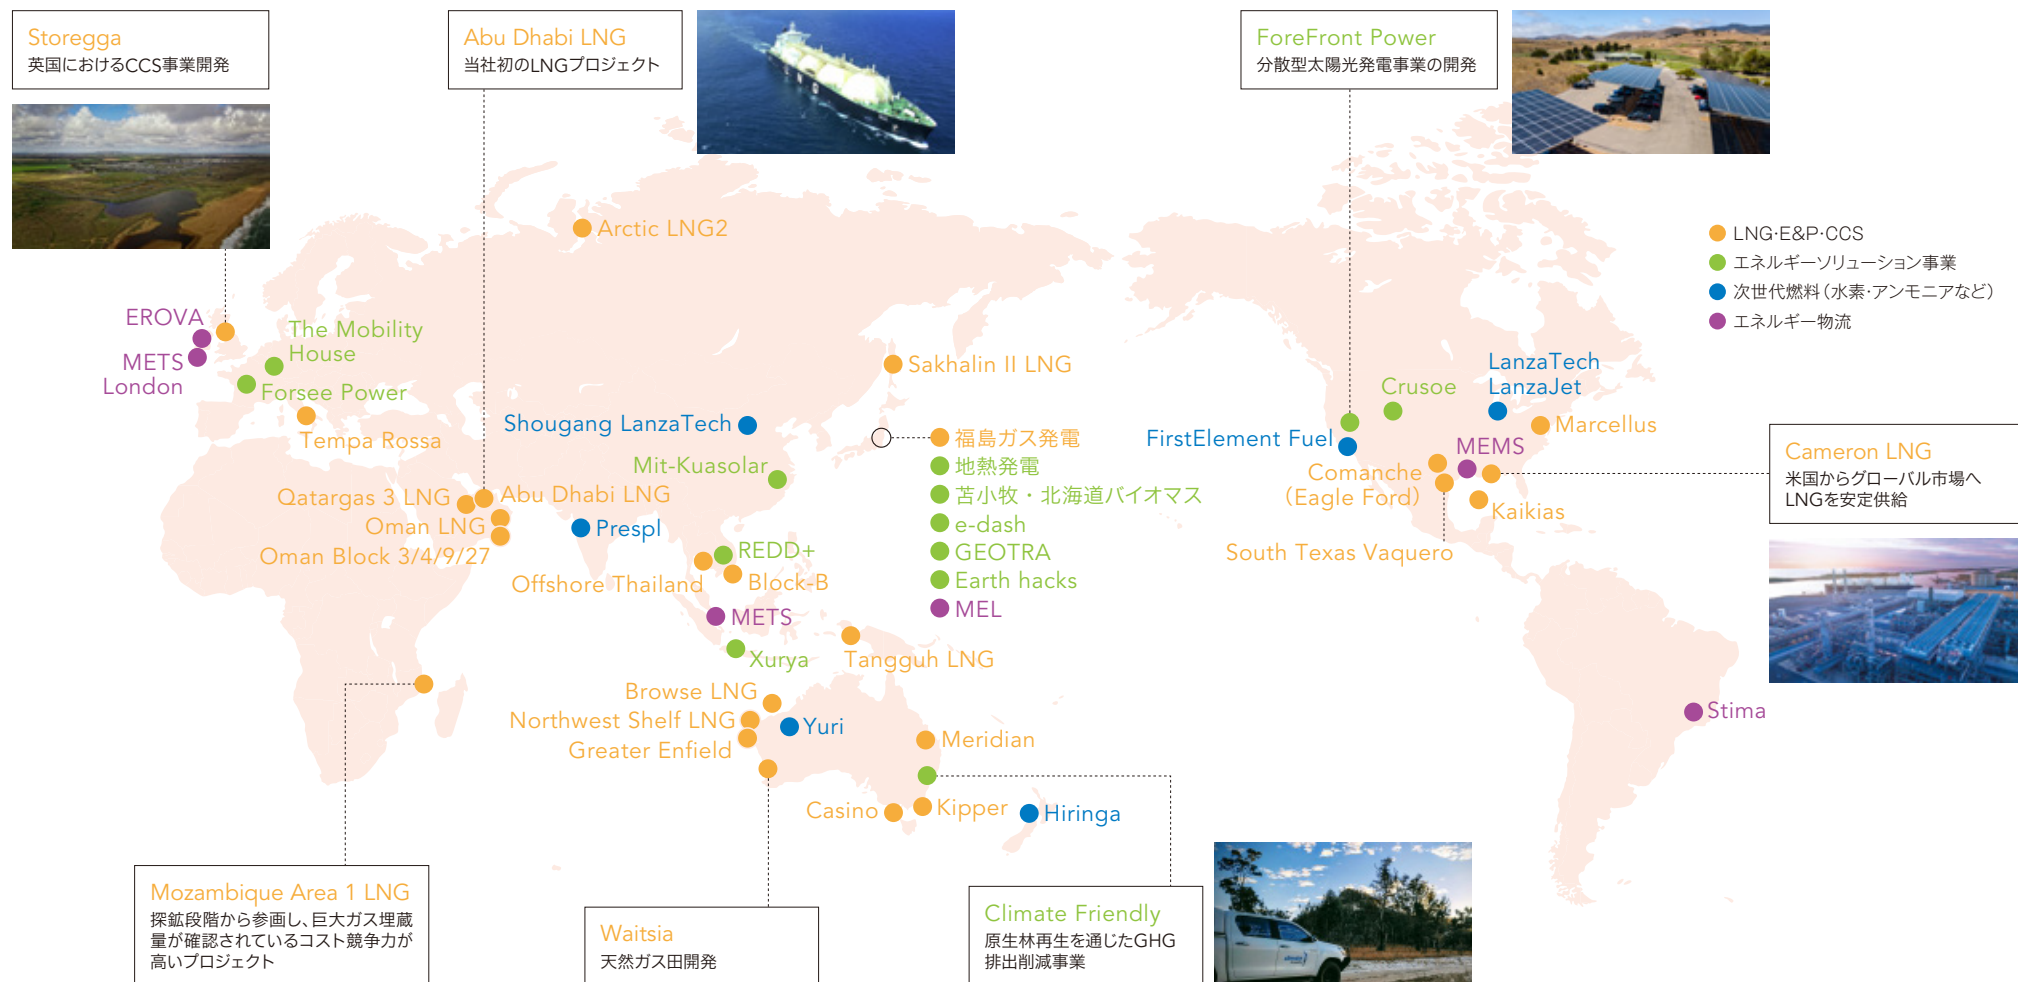 Storegga
英国におけるCCS事業開発
Abu Dhabi LNG
当社初のLNGプロジェクト
ForeFront Power
分散型太陽光発電事業の開発
LNG·E&P·CCS
エネルギーソリューション事業
次世代燃料（水素·アンモニアなど）
エネルギー物流
Arctic LNG2
EROVA
METS
London
The Mobility
House
Forsee Power
Tempa Rossa
Sakhalin II LNG
Shougang LanzaTech
Mit-Kuasolar
Qatargas 3 LNG
Abu Dhabi LNG
Oman LNG
Oman Block 3/4/9/27
Prespl
REDD+
Offshore Thailand
Block-B
METS
Xurya
Tangguh LNG
福島ガス発電
地熱発電
苫小牧・北海道バイオマス
e-dash
GEOTRA
Earth hacks
MEL
LanzaTech
LanzaJet
Crusoe
Marcellus
FirstElement Fuel
MEMS
Comanche
（Eagle Ford）
Kaikias
South Texas Vaquero
Cameron LNG
米国からグローバル市場へ
LNGを安定供給
Stima
Browse LNG
Northwest Shelf LNG
Greater Enfield
Yuri
Meridian
Casino
Kipper
Hiringa
Mozambique Area 1 LNG
探鉱段階から参画し、巨大ガス埋蔵
量が確認されているコスト競争力が
高いプロジェクト
Waitsia
天然ガス田開発
Climate Friendly
原生林再生を通じたGHG
排出削減事業